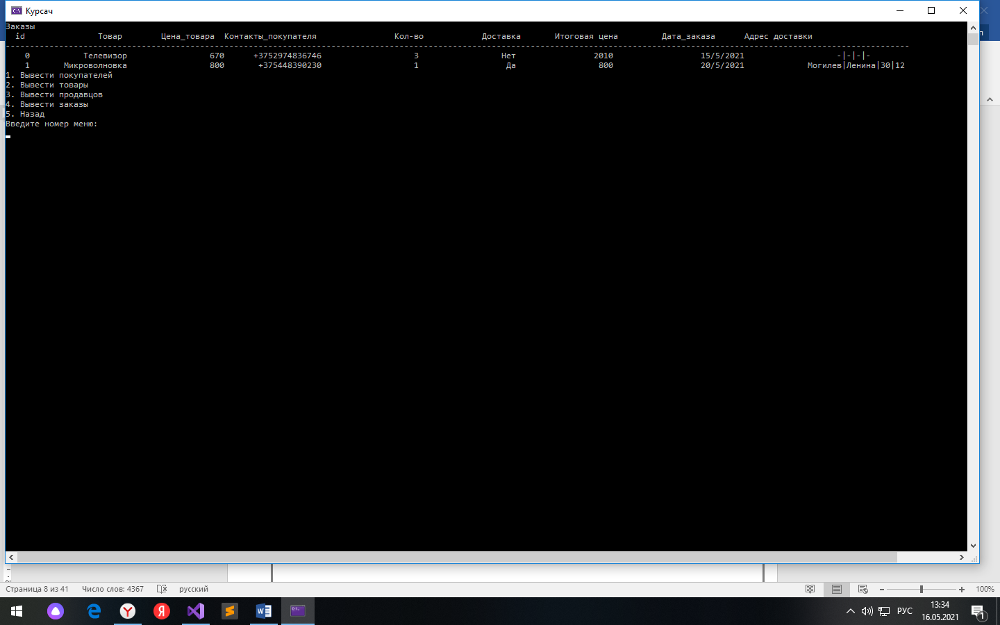 Курсач
Заказы
id Товар Цена_товара Контакты_покупателя Кол-во Доставка Итоговая цена Дата_заказа Адрес доставки
0 Телевизор 670 +3752974836746 3 Нет 2010 15/5/2021 -|-|-|-
1 Микроволновка 800 +375448390230 1 Да 800 20/5/2021 Могилев|Ленина|30|12
1. Вывести покупателей
2. Вывести товары
3. Вывести продавцов
4. Вывести заказы
5. Назад
Введите номер меню:
Страница 8 из 41 Число слов: 4367 русский 100%
РУС 13:34
16.05.2021 1